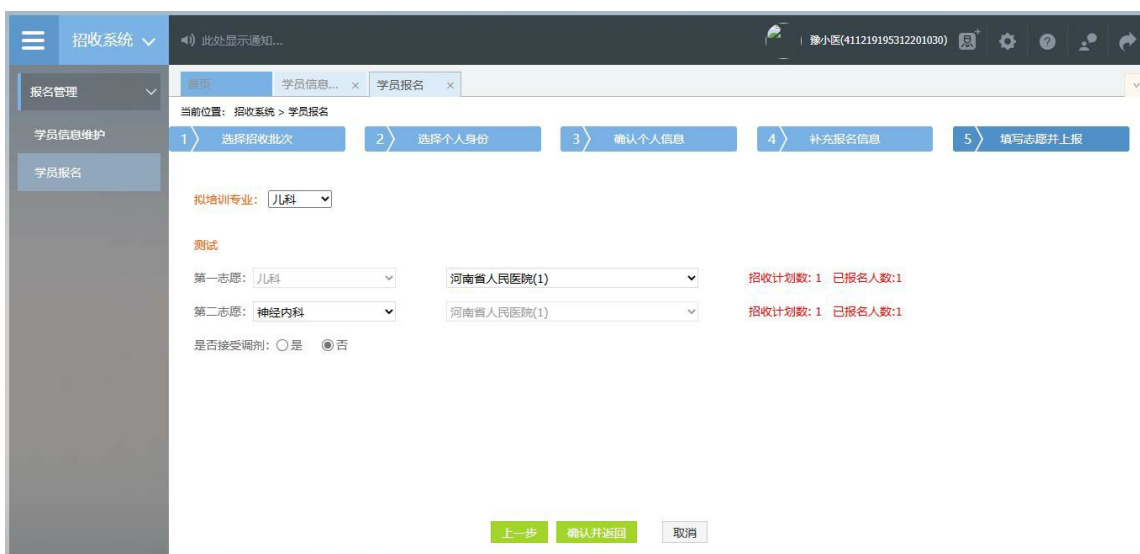 招收系统 此处显示通知... 豫小医(411219195312201030)
报名管理
学员信息维护
学员报名
首页 学员信息... × 学员报名 ×
当前位置： 招收系统 > 学员报名
1 选择招收批次 2 选择个人身份 3 确认个人信息 4 补充报名信息 5 填写志愿并上报
拟培训专业： 儿科
测试
第一志愿： 儿科 河南省人民医院(1) 招收计划数: 1 已报名人数:1
第二志愿： 神经内科 河南省人民医院(1) 招收计划数: 1 已报名人数:1
是否接受调剂: 是 否
上一步 确认并返回 取消